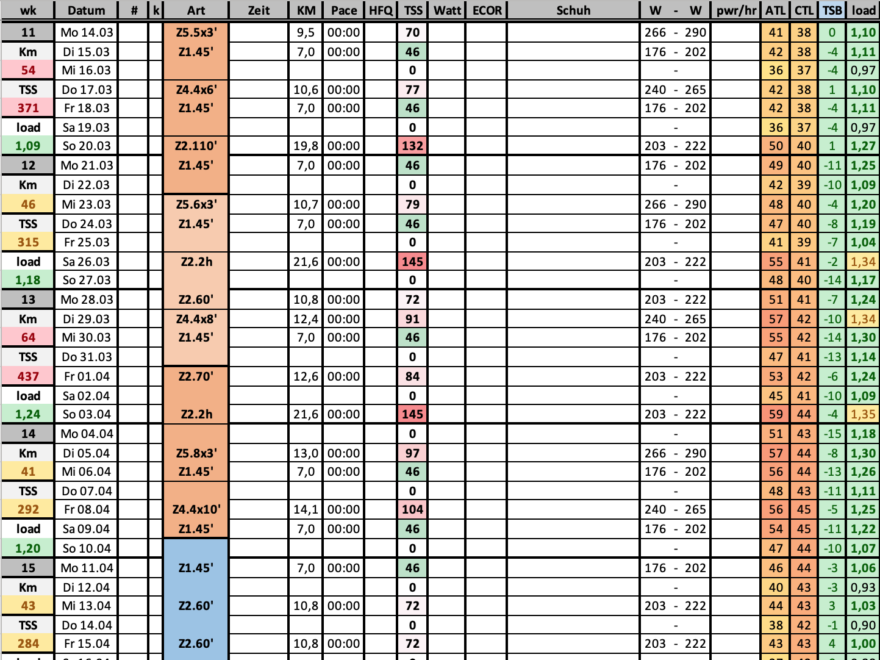 wk Datum # k Art Zeit KM Pace HFQ TSS Watt ECOR Schuh W - W pwr/hr ATL CTL TSB load
11 Mo 14.03 Z5.5x3' 9,5 00:00 70 266 - 290 41 38 0 1,10
Km Di 15.03 Z1.45' 7,0 00:00 46 176 - 202 42 38 -4 1,11
54 Mi 16.03 0 - 36 37 -4 0,97
TSS Do 17.03 Z4.4x6' 10,6 00:00 77 240 - 265 42 38 1 1,10
371 Fr 18.03 Z1.45' 7,0 00:00 46 176 - 202 42 38 -4 1,11
load Sa 19.03 0 - 36 37 -4 0,97
1,09 So 20.03 Z2.110' 19,8 00:00 132 203 - 222 50 40 1 1,27
12 Mo 21.03 Z1.45' 7,0 00:00 46 176 - 202 49 40 -11 1,25
Km Di 22.03 0 - 42 39 -10 1,09
46 Mi 23.03 Z5.6x3' 10,7 00:00 79 266 - 290 48 40 -4 1,20
TSS Do 24.03 Z1.45' 7,0 00:00 46 176 - 202 47 40 -8 1,19
315 Fr 25.03 0 - 41 39 -7 1,04
load Sa 26.03 Z2.2h 21,6 00:00 145 203 - 222 55 41 -2 1,34
1,18 So 27.03 0 - 48 40 -14 1,17
13 Mo 28.03 Z2.60' 10,8 00:00 72 203 - 222 51 41 -7 1,24
Km Di 29.03 Z4.4x8' 12,4 00:00 91 240 - 265 57 42 -10 1,34
64 Mi 30.03 Z1.45' 7,0 00:00 46 176 - 202 55 42 -14 1,30
TSS Do 31.03 0 - 47 41 -13 1,14
437 Fr 01.04 Z2.70' 12,6 00:00 84 203 - 222 53 42 -6 1,24
load Sa 02.04 0 - 45 41 -10 1,09
1,24 So 03.04 Z2.2h 21,6 00:00 145 203 - 222 59 44 -4 1,35
14 Mo 04.04 0 - 51 43 -15 1,18
Km Di 05.04 Z5.8x3' 13,0 00:00 97 266 - 290 57 44 -8 1,30
41 Mi 06.04 Z1.45' 7,0 00:00 46 176 - 202 56 44 -13 1,26
TSS Do 07.04 0 - 48 43 -11 1,11
292 Fr 08.04 Z4.4x10' 14,1 00:00 104 240 - 265 56 45 -5 1,25
load Sa 09.04 Z1.45' 7,0 00:00 46 176 - 202 54 45 -11 1,22
1,20 So 10.04 0 - 47 44 -10 1,07
15 Mo 11.04 Z1.45' 7,0 00:00 46 176 - 202 46 44 -3 1,06
Km Di 12.04 0 - 40 43 -3 0,93
43 Mi 13.04 Z2.60' 10,8 00:00 72 203 - 222 44 43 3 1,03
TSS Do 14.04 0 - 38 42 -1 0,90
284 Fr 15.04 Z2.60' 10,8 00:00 72 203 - 222 43 43 4 1,00